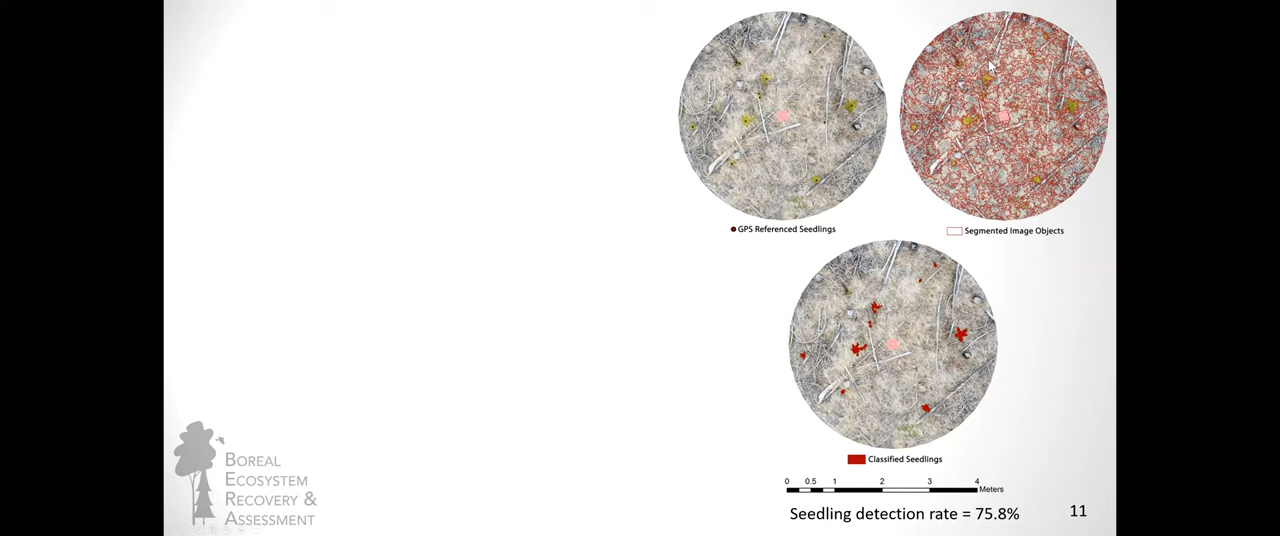 GPS Referenced Seedlings
Segmented Image Objects
Classified Seedlings
0 0.5 1 2 3 4
Meters
Seedling detection rate = 75.8%
11
BOREAL
ECOSYSTEM
RECOVERY &
ASSESSMENT